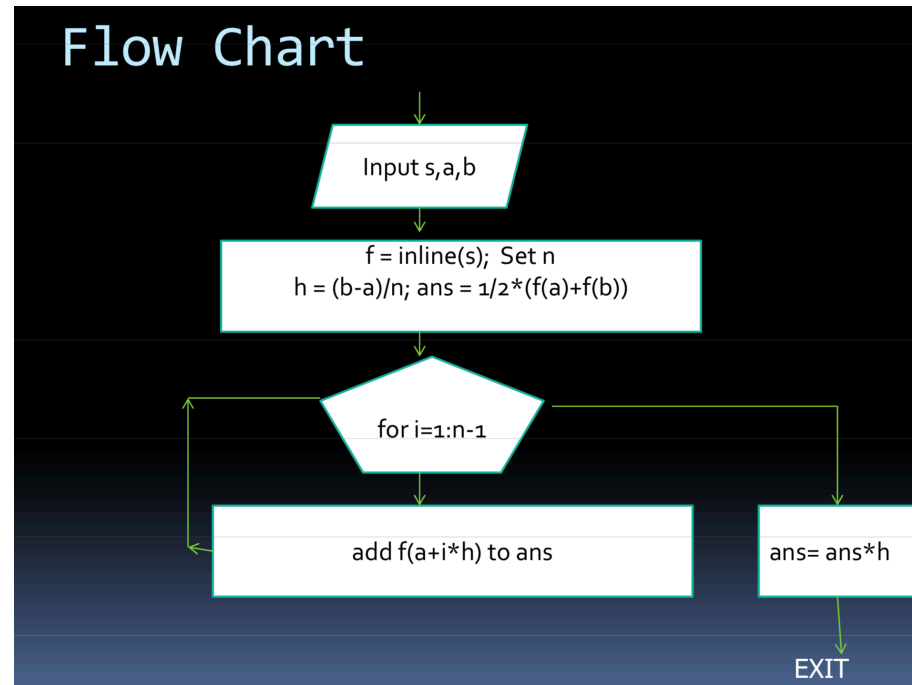 Flow Chart
Input s,a,b
f = inline(s);  Set n
h = (b-a)/n; ans = 1/2*(f(a)+f(b))
for i=1:n-1
add f(a+i*h) to ans
ans= ans*h
EXIT